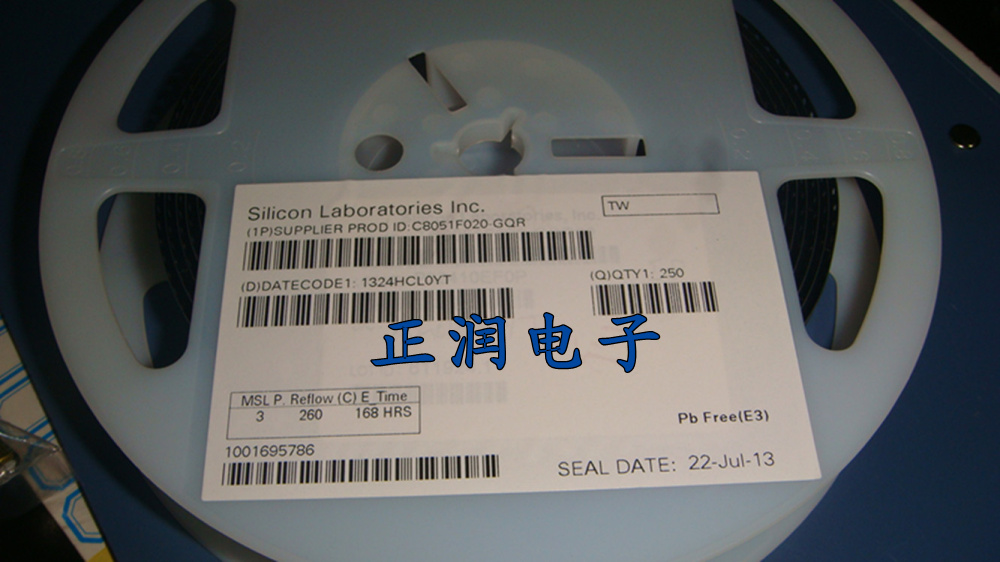 Silicon Laboratories Inc.
TW
(1P)SUPPLIER PROD ID:C8051F020-GQR
(D)DATECODE1: 1324HCL0YT
(Q)QTY1: 250
正润电子
MSL P. Reflow (C) E_Time
3 260 168 HRS
Pb Free(E3)
1001695786
SEAL DATE: 22-Jul-13